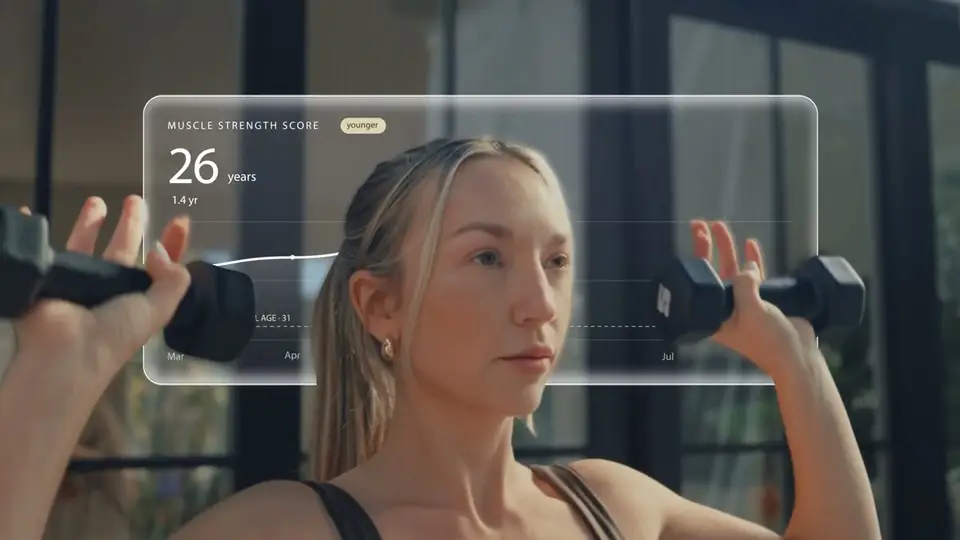 MUSCLE STRENGTH SCORE younger
26 years
1.4 yr
AGE · 31
Mar Apr Jul